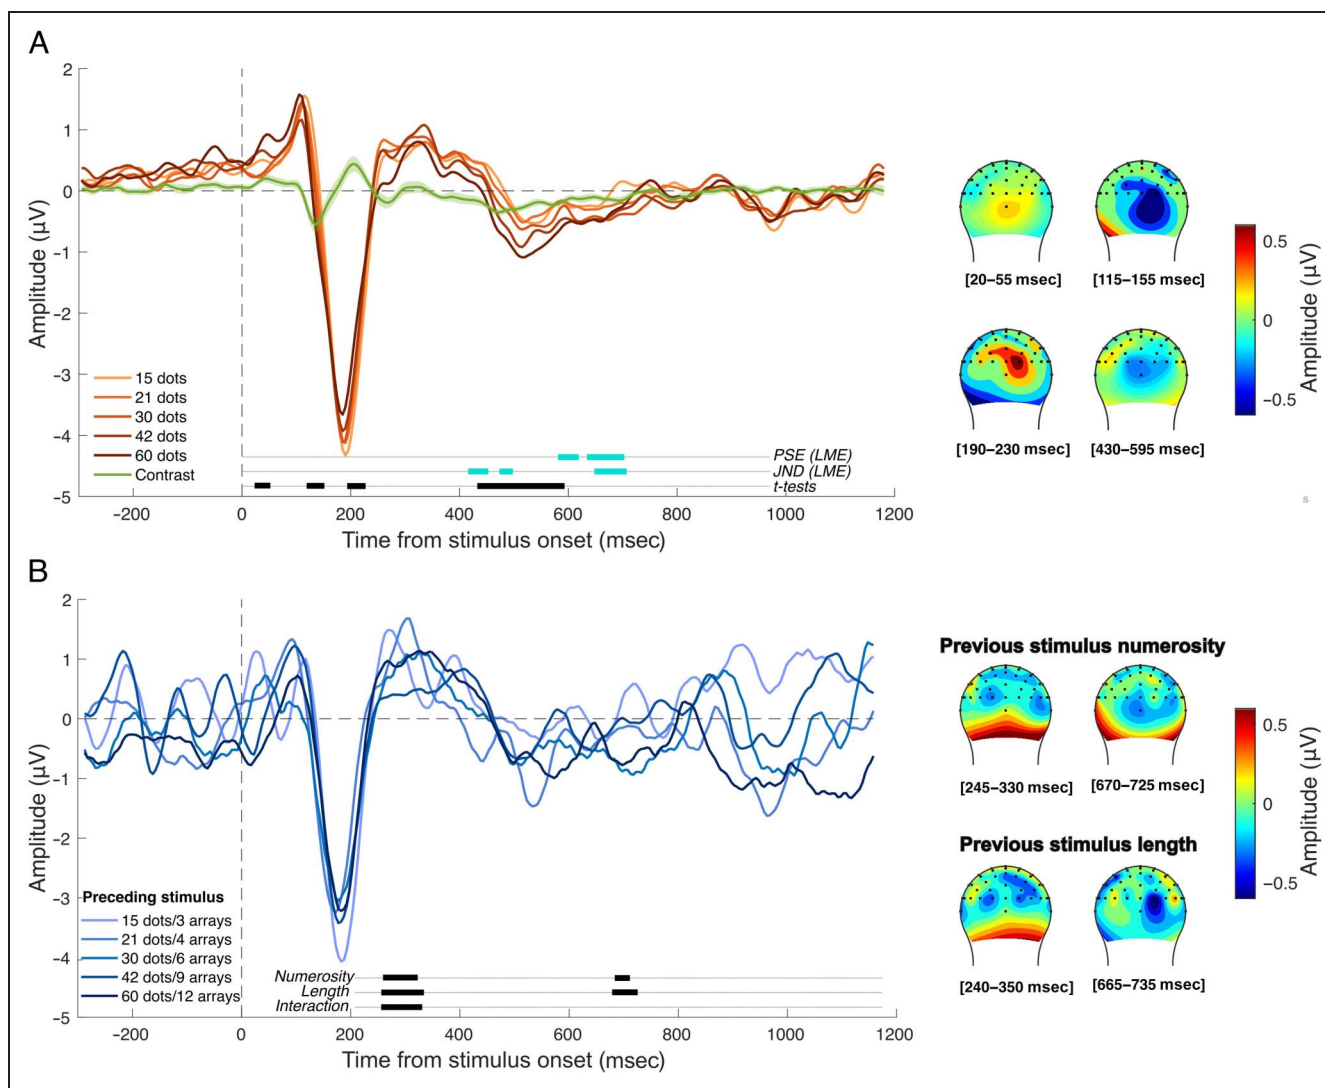 A
2
1
0
−1
−2
−3
−4
−5
Amplitude (µV)
15 dots
21 dots
30 dots
42 dots
60 dots
Contrast
PSE (LME)
JND (LME)
t-tests
−200 0 200 400 600 800 1000 1200
Time from stimulus onset (msec)
[20–55 msec] [115–155 msec]
[190–230 msec] [430–595 msec]
0.5
0
−0.5
Amplitude (µV)
s
B
2
1
0
−1
−2
−3
−4
−5
Amplitude (µV)
Preceding stimulus
15 dots/3 arrays
21 dots/4 arrays
30 dots/6 arrays
42 dots/9 arrays
60 dots/12 arrays
Numerosity
Length
Interaction
−200 0 200 400 600 800 1000 1200
Time from stimulus onset (msec)
Previous stimulus numerosity
[245–330 msec] [670–725 msec]
Previous stimulus length
[240–350 msec] [665–735 msec]
0.5
0
−0.5
Amplitude (µV)